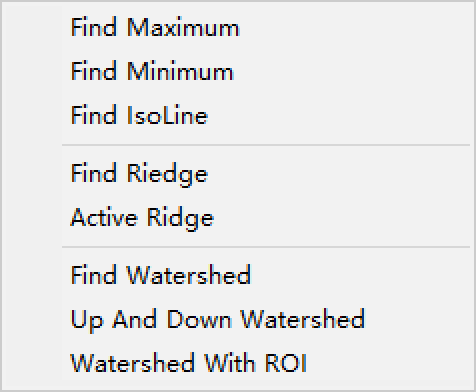 Find Maximum
Find Minimum
Find IsoLine
Find Riedge
Active Ridge
Find Watershed
Up And Down Watershed
Watershed With ROI